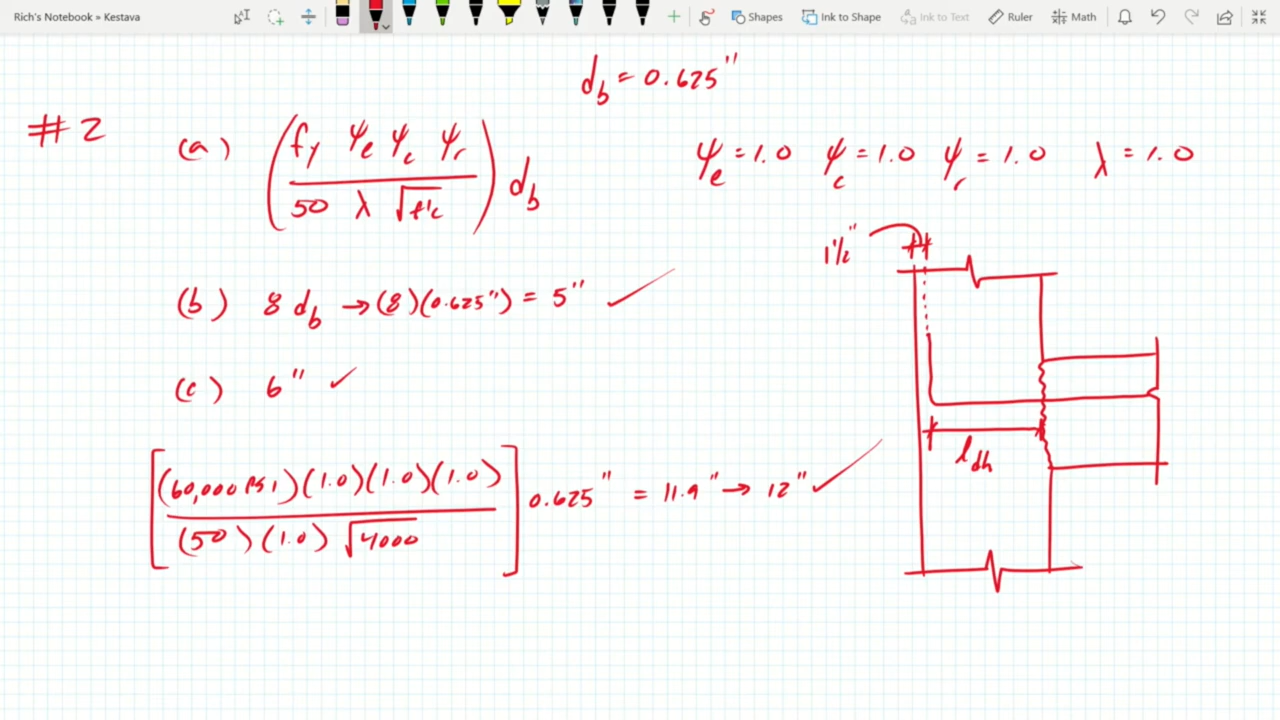 Rich's Notebook » Kestava
Shapes
Ink to Shape
Ink to Text
Ruler
Math
d_b = 0.625"
#2
(a) (f_y ψ_e ψ_c ψ_r / 50 λ √f'c) d_b
ψ_e = 1.0 ψ_c = 1.0 ψ_r = 1.0 λ = 1.0
1½"
(b) 8 d_b → (8)(0.625") = 5" ✓
(c) 6" ✓
l_dh
[(60,000 PSI)(1.0)(1.0)(1.0) / (50)(1.0) √4000] 0.625" = 11.9" → 12" ✓